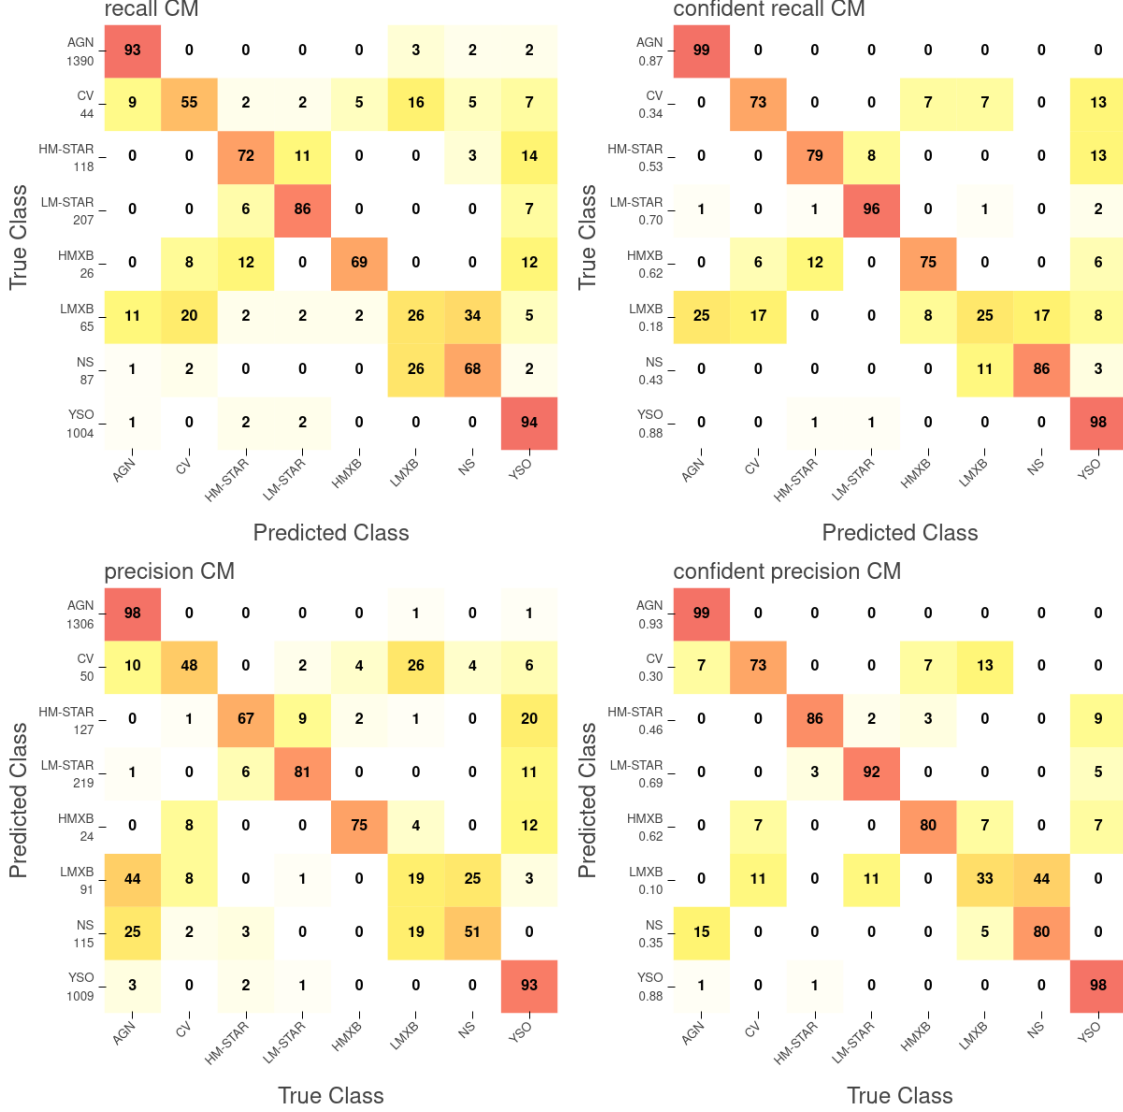 recall CM
True Class
AGN 93 0 0 0 0 3 2 2
1390
CV 9 55 2 2 5 16 5 7
44
HM-STAR 0 0 72 11 0 0 3 14
118
LM-STAR 0 0 6 86 0 0 0 7
207
HMXB 0 8 12 0 69 0 0 12
26
LMXB 11 20 2 2 2 26 34 5
65
NS 1 2 0 0 0 26 68 2
87
YSO 1 0 2 2 0 0 0 94
1004
AGN CV HM-STAR LM-STAR HMXB LMXB NS YSO
Predicted Class
confident recall CM
True Class
AGN 99 0 0 0 0 0 0 0
0.87
CV 0 73 0 0 7 7 0 13
0.34
HM-STAR 0 0 79 8 0 0 0 13
0.53
LM-STAR 1 0 1 96 0 1 0 2
0.70
HMXB 0 6 12 0 75 0 0 6
0.62
LMXB 25 17 0 0 8 25 17 8
0.18
NS 0 0 0 0 0 11 86 3
0.43
YSO 0 0 1 1 0 0 0 98
0.88
AGN CV HM-STAR LM-STAR HMXB LMXB NS YSO
Predicted Class
precision CM
Predicted Class
AGN 98 0 0 0 0 1 0 1
1306
CV 10 48 0 2 4 26 4 6
50
HM-STAR 0 1 67 9 2 1 0 20
127
LM-STAR 1 0 6 81 0 0 0 11
219
HMXB 0 8 0 0 75 4 0 12
24
LMXB 44 8 0 1 0 19 25 3
91
NS 25 2 3 0 0 19 51 0
115
YSO 3 0 2 1 0 0 0 93
1009
AGN CV HM-STAR LM-STAR HMXB LMXB NS YSO
True Class
confident precision CM
Predicted Class
AGN 99 0 0 0 0 0 0 0
0.93
CV 7 73 0 0 7 13 0 0
0.30
HM-STAR 0 0 86 2 3 0 0 9
0.46
LM-STAR 0 0 3 92 0 0 0 5
0.69
HMXB 0 7 0 0 80 7 0 7
0.62
LMXB 0 11 0 11 0 33 44 0
0.10
NS 15 0 0 0 0 5 80 0
0.35
YSO 1 0 1 0 0 0 0 98
0.88
AGN CV HM-STAR LM-STAR HMXB LMXB NS YSO
True Class